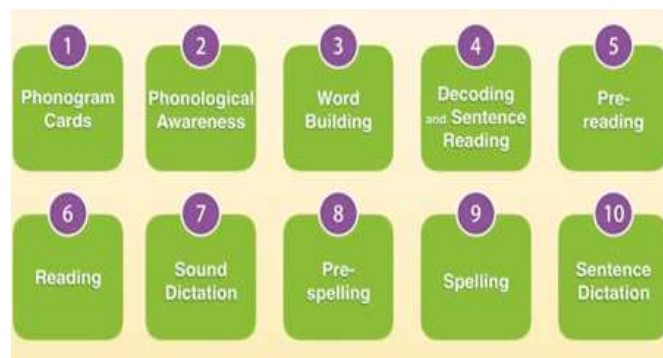 1
Phonogram
Cards
2
Phonological
Awareness
3
Word
Building
4
Decoding
and Sentence
Reading
5
Pre-
reading
6
Reading
7
Sound
Dictation
8
Pre-
spelling
9
Spelling
10
Sentence
Dictation